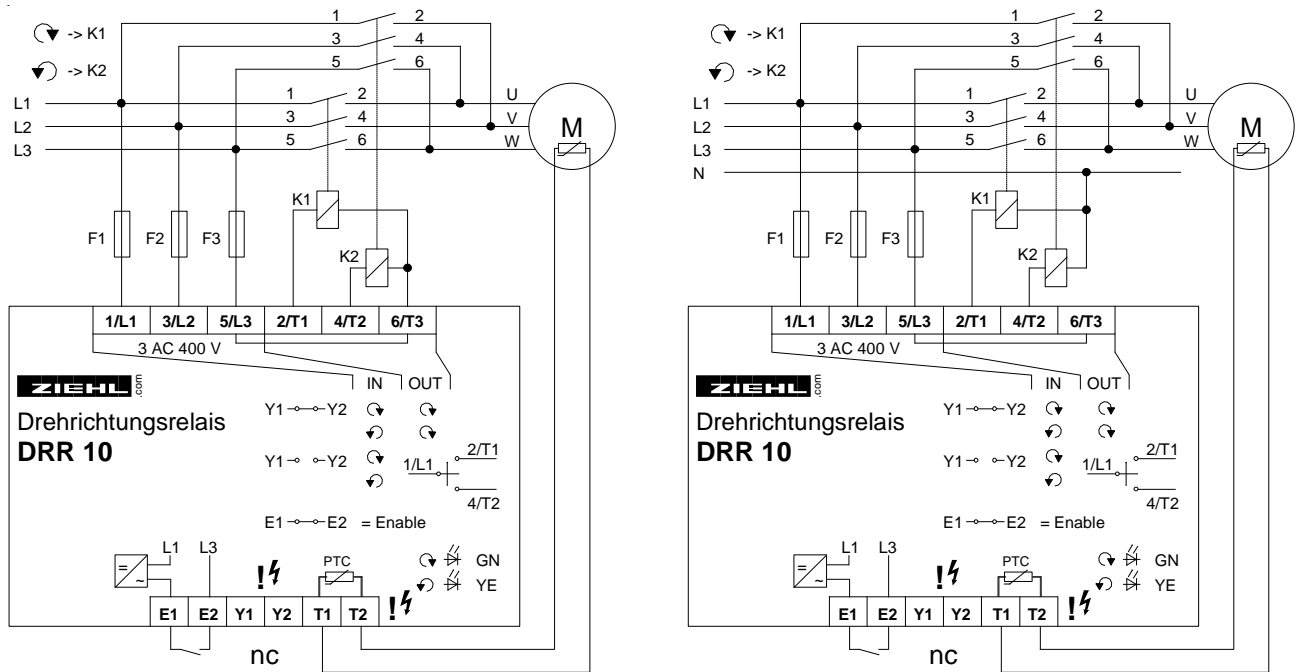 1 2
-> K1
3 4
5 6
-> K2
L1 1 2 U
L2 3 4 V
L3 5 6 W
M
K1
F1 F2 F3
K2
1/L1 3/L2 5/L3 2/T1 4/T2 6/T3
3 AC 400 V
ZIEHL .com
IN OUT
Drehrichtungsrelais
DRR 10
Y1 Y2
Y1 Y2
1/L1 2/T1
4/T2
E1 E2 = Enable
L1 L3
= ~
! PTC
GN
YE
E1 E2 Y1 Y2 T1 T2 !
nc
1 2
-> K1
3 4
5 6
-> K2
L1 1 2 U
L2 3 4 V
L3 5 6 W
M
N
K1
F1 F2 F3
K2
1/L1 3/L2 5/L3 2/T1 4/T2 6/T3
3 AC 400 V
ZIEHL .com
IN OUT
Drehrichtungsrelais
DRR 10
Y1 Y2
Y1 Y2
1/L1 2/T1
4/T2
E1 E2 = Enable
L1 L3
= ~
! PTC
GN
YE
E1 E2 Y1 Y2 T1 T2 !
nc